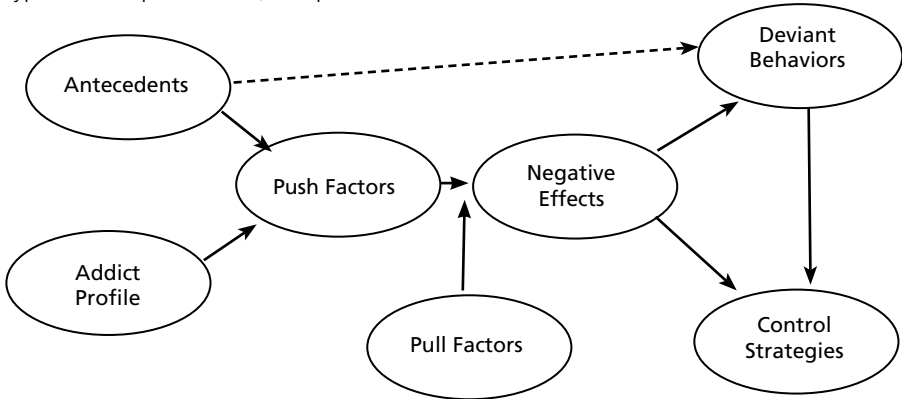 Deviant
Behaviors
Antecedents
Push Factors
Negative
Effects
Addict
Profile
Pull Factors
Control
Strategies